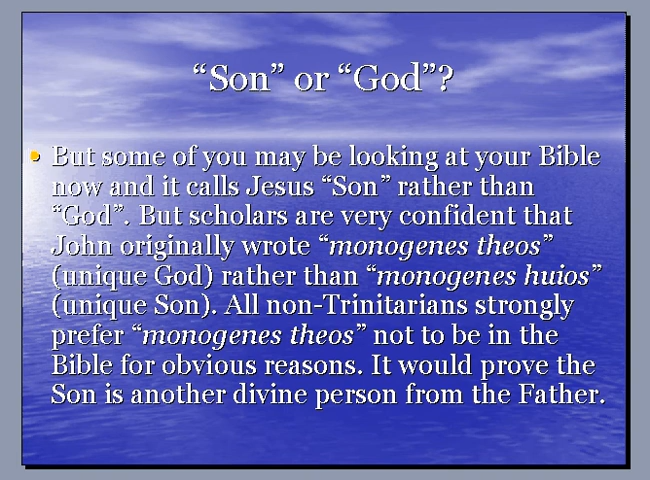 “Son” or “God”?
• But some of you may be looking at your Bible
now and it calls Jesus “Son” rather than
“God”. But scholars are very confident that
John originally wrote “monogenes theos”
(unique God) rather than “monogenes huios”
(unique Son). All non-Trinitarians strongly
prefer “monogenes theos” not to be in the
Bible for obvious reasons. It would prove the
Son is another divine person from the Father.